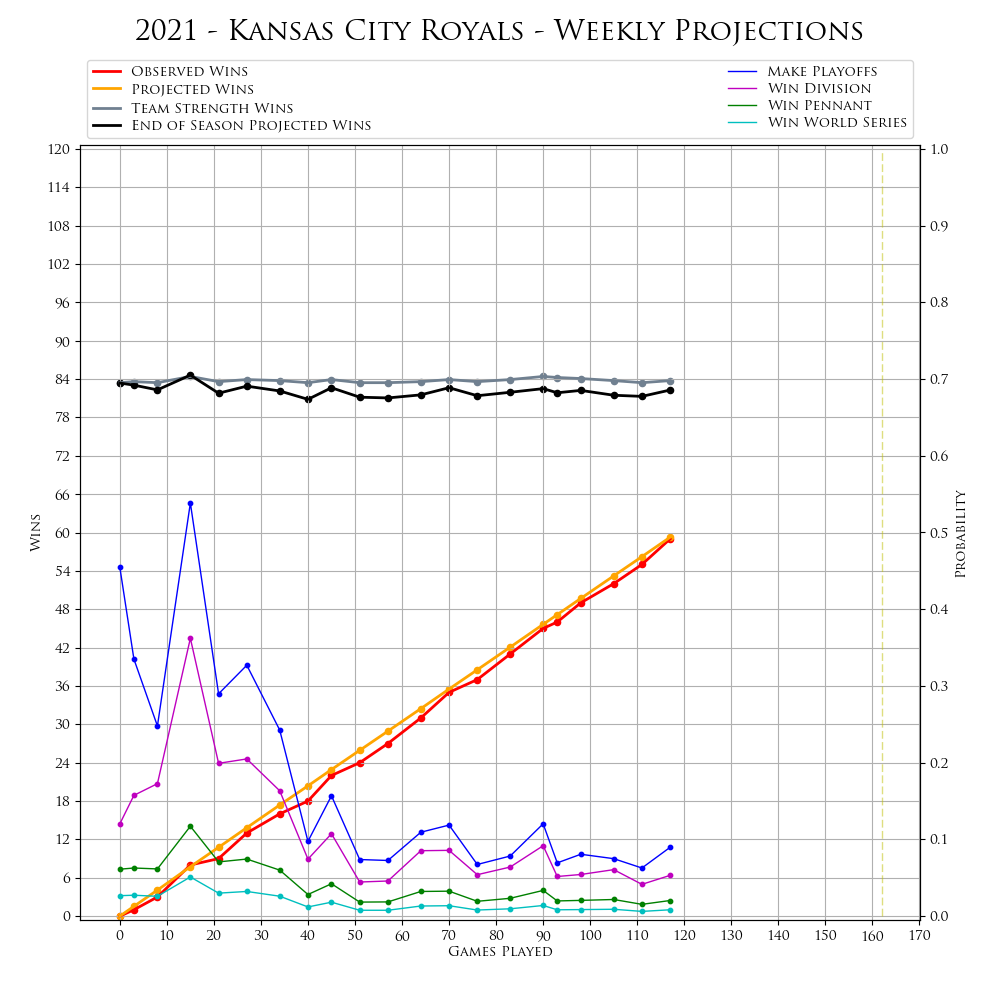 2021 - Kansas City Royals - Weekly Projections
Observed Wins
Projected Wins
Team Strength Wins
End of Season Projected Wins
Make Playoffs
Win Division
Win Pennant
Win World Series
120
114
108
102
96
90
84
78
72
66
60
54
48
42
36
30
24
18
12
6
0
Wins
1.0
0.9
0.8
0.7
0.6
0.5
0.4
0.3
0.2
0.1
0.0
Probability
0 10 20 30 40 50 60 70 80 90 100 110 120 130 140 150 160 170
Games Played